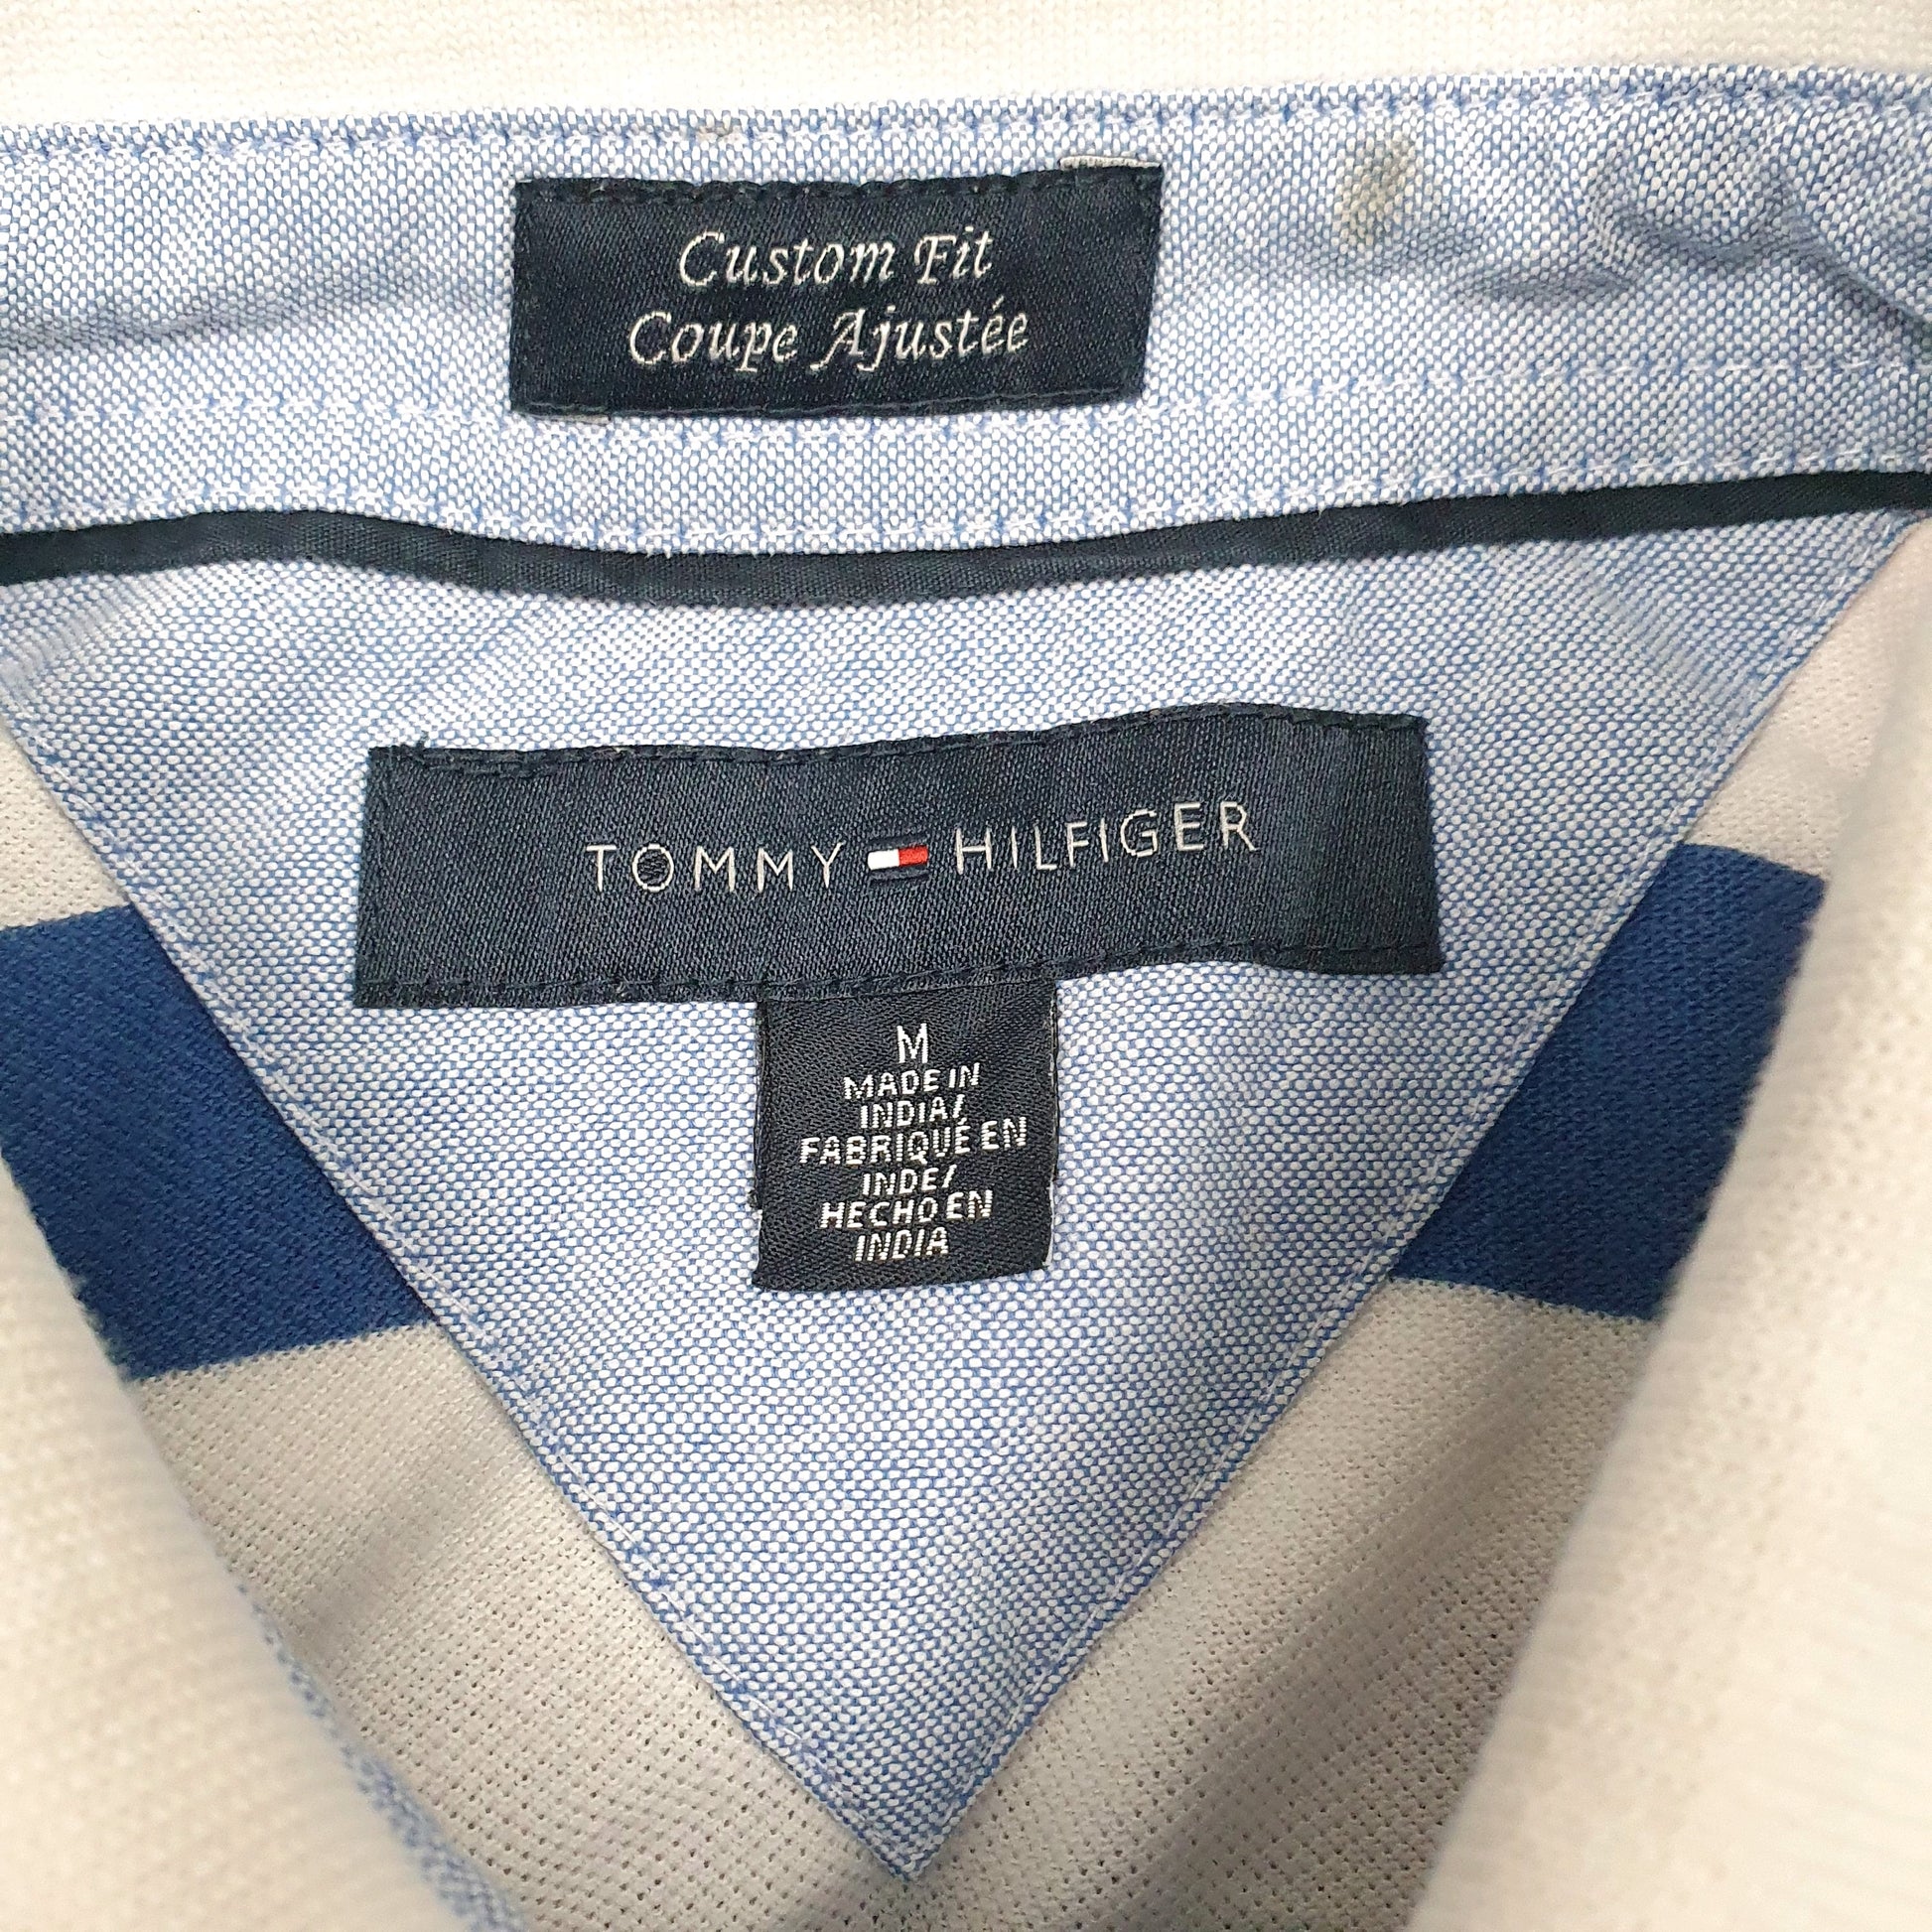 Custom Fit
Coupe Ajustée
TOMMY HILFIGER
M
MADE IN
INDIA/
FABRIQUÉ EN
INDE/
HECHO EN
INDIA